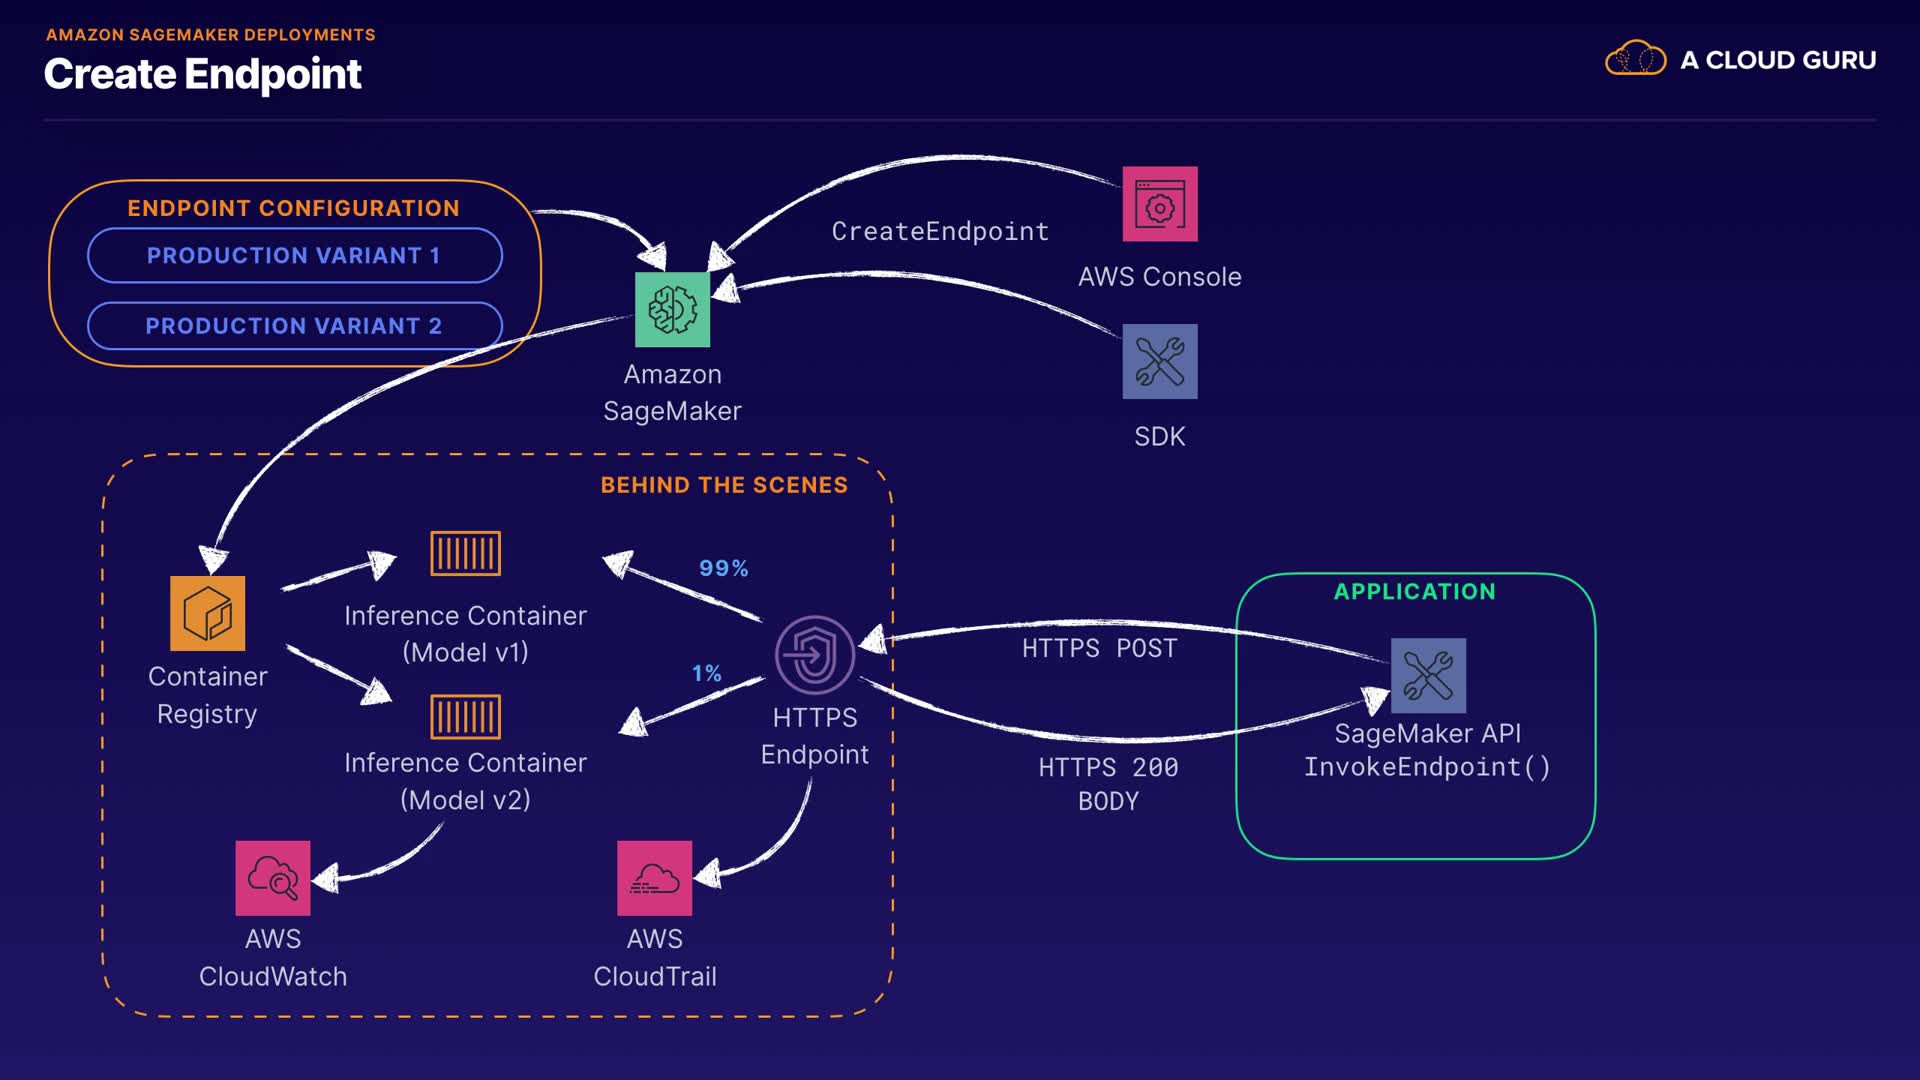 AMAZON SAGEMAKER DEPLOYMENTS
Create Endpoint
A CLOUD GURU
ENDPOINT CONFIGURATION
PRODUCTION VARIANT 1
PRODUCTION VARIANT 2
CreateEndpoint
AWS Console
Amazon
SageMaker
SDK
BEHIND THE SCENES
99%
Inference Container
(Model v1)
Container
Registry
1%
HTTPS
Endpoint
Inference Container
(Model v2)
HTTPS POST
HTTPS 200
BODY
APPLICATION
SageMaker API
InvokeEndpoint()
AWS
CloudWatch
AWS
CloudTrail